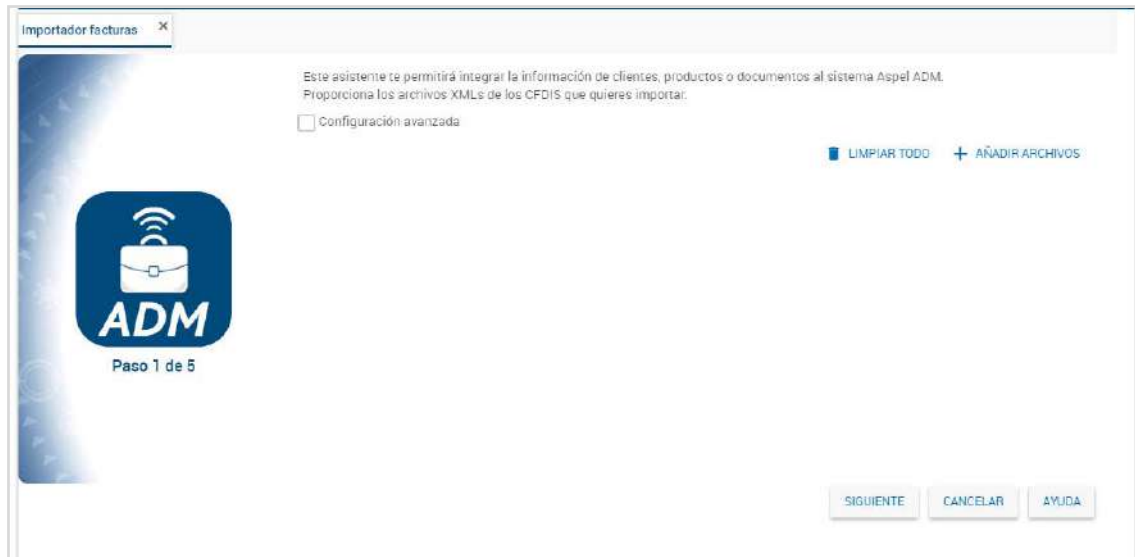 Importador facturas ×
Este asistente te permitirá integrar la información de clientes, productos o documentos al sistema Aspel ADM.
Proporciona los archivos XMLs de los CFDIS que quieres importar.
Configuración avanzada
LIMPIAR TODO + AÑADIR ARCHIVOS
ADM
Paso 1 de 5
SIGUIENTE CANCELAR AYUDA